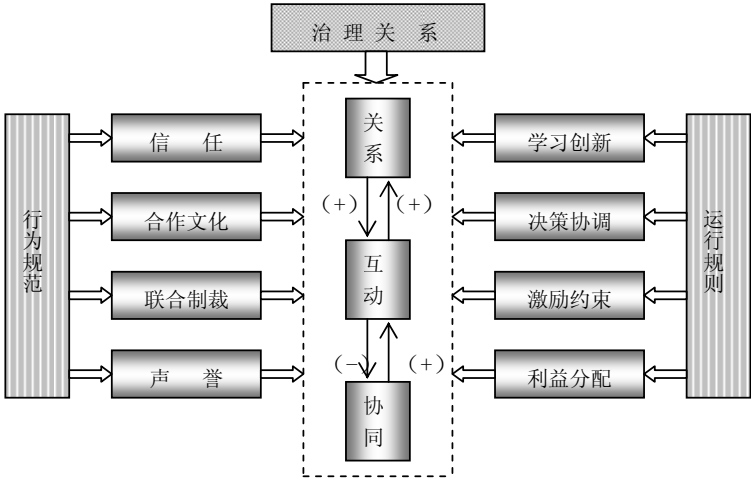 治 理 关 系
关系
信 任
学习创新
（+）
（+）
行为规范
合作文化
决策协调
运行规则
互动
联合制裁
激励约束
（-）
（+）
声 誉
利益分配
协同